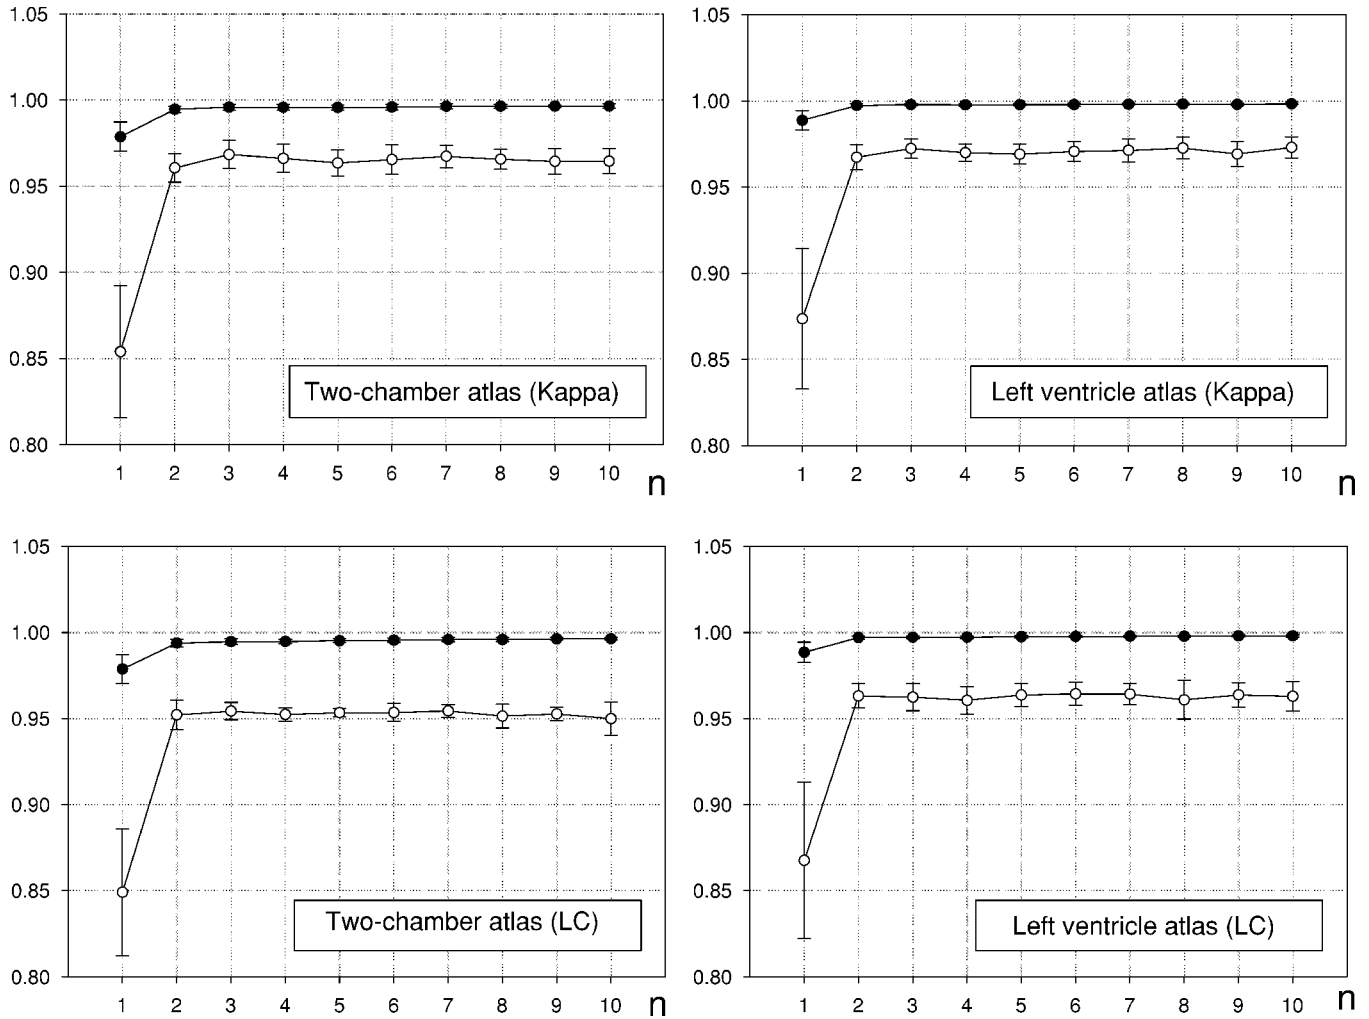 1.05
1.00
0.95
0.90
0.85
0.80
1 2 3 4 5 6 7 8 9 10
n
Two-chamber atlas (Kappa)
1.05
1.00
0.95
0.90
0.85
0.80
1 2 3 4 5 6 7 8 9 10
n
Left ventricle atlas (Kappa)
1.05
1.00
0.95
0.90
0.85
0.80
1 2 3 4 5 6 7 8 9 10
n
Two-chamber atlas (LC)
1.05
1.00
0.95
0.90
0.85
0.80
1 2 3 4 5 6 7 8 9 10
n
Left ventricle atlas (LC)